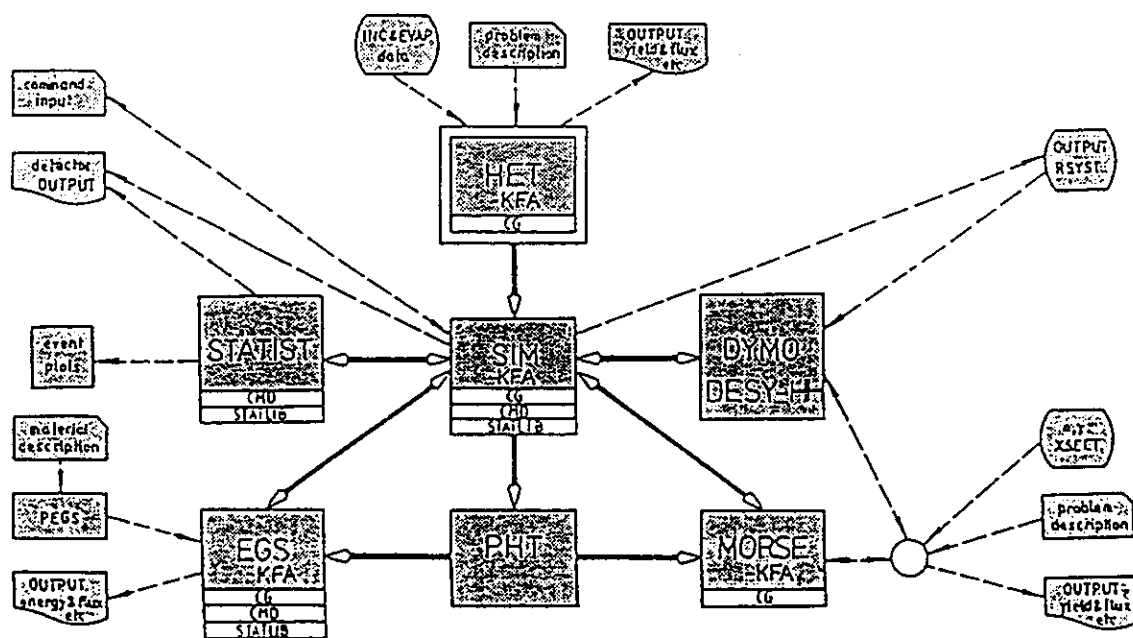 INC&EVAP
data
problem-
description
OUTPUT
yield & flux
etc
command-
input
detector
OUTPUT
HET
KFA
CG
OUTPUT
RSYST
STATIST
CMD
STATLIB
SIM
KFA
CG
CMD
STATLIB
DYMO
DESY-H
event
plots
material
description
PEGS
OUTPUT
energy & flux
etc
EGS
KFA
CG
CMD
STATLIB
PHT
MORSE
KFA
CG
XSECT
problem-
description
OUTPUT
yield & flux
etc